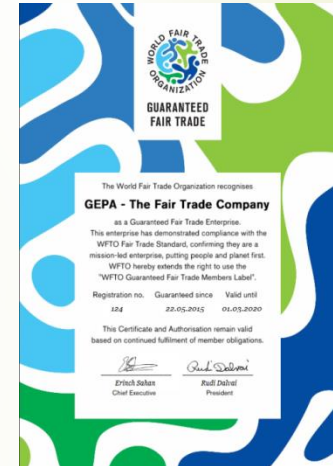 WORLD FAIR TRADE ORGANIZATION
GUARANTEED
FAIR TRADE
The World Fair Trade Organization recognises
GEPA - The Fair Trade Company
as a Guaranteed Fair Trade Enterprise.
This enterprise has demonstrated compliance with the
WFTO Fair Trade Standard, confirming they are a
mission-led enterprise, putting people and planet first.
WFTO hereby extends the right to use the
"WFTO Guaranteed Fair Trade Members Label".
Registration no. Guaranteed since Valid until
124 22.05.2015 01.03.2020
This Certificate and Authorisation remain valid
based on continued fulfilment of member obligations.
Rudi Dalvai
Erinch Sahan Rudi Dalvai
Chief Executive President